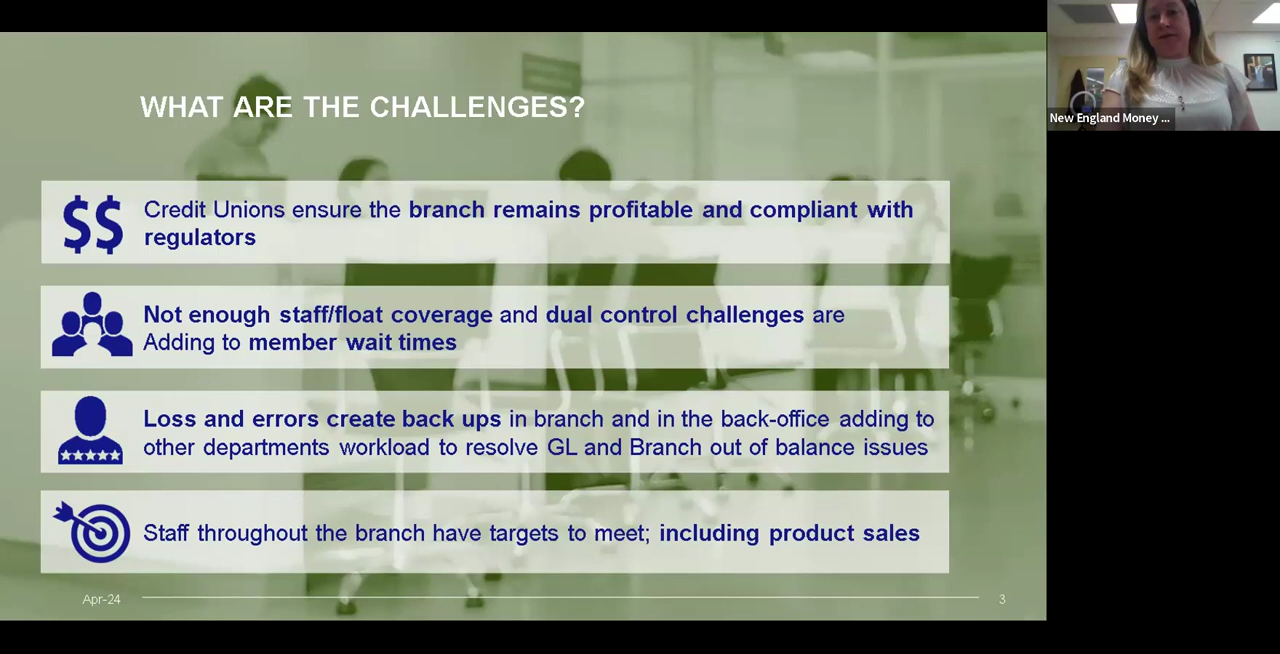 New England Money ...
WHAT ARE THE CHALLENGES?
$$
Credit Unions ensure the branch remains profitable and compliant with
regulators
Not enough staff/float coverage and dual control challenges are
Adding to member wait times
Loss and errors create back ups in branch and in the back-office adding to
other departments workload to resolve GL and Branch out of balance issues
Staff throughout the branch have targets to meet; including product sales
Apr-24
3